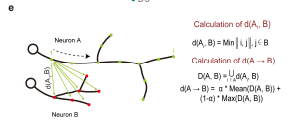 e
Neuron A
d(Aᵢ, B)
Neuron B
Calculation of d(Aᵢ, B)
d(Aᵢ, B) = Min ‖ i, j ‖, j ∈ B
Calculation of d(A → B)
D(A, B) = ⋃ d(Aᵢ, B)
i ∈ A
d(A → B) = α * Mean(D(A, B)) +
(1-α) * Max(D(A, B))